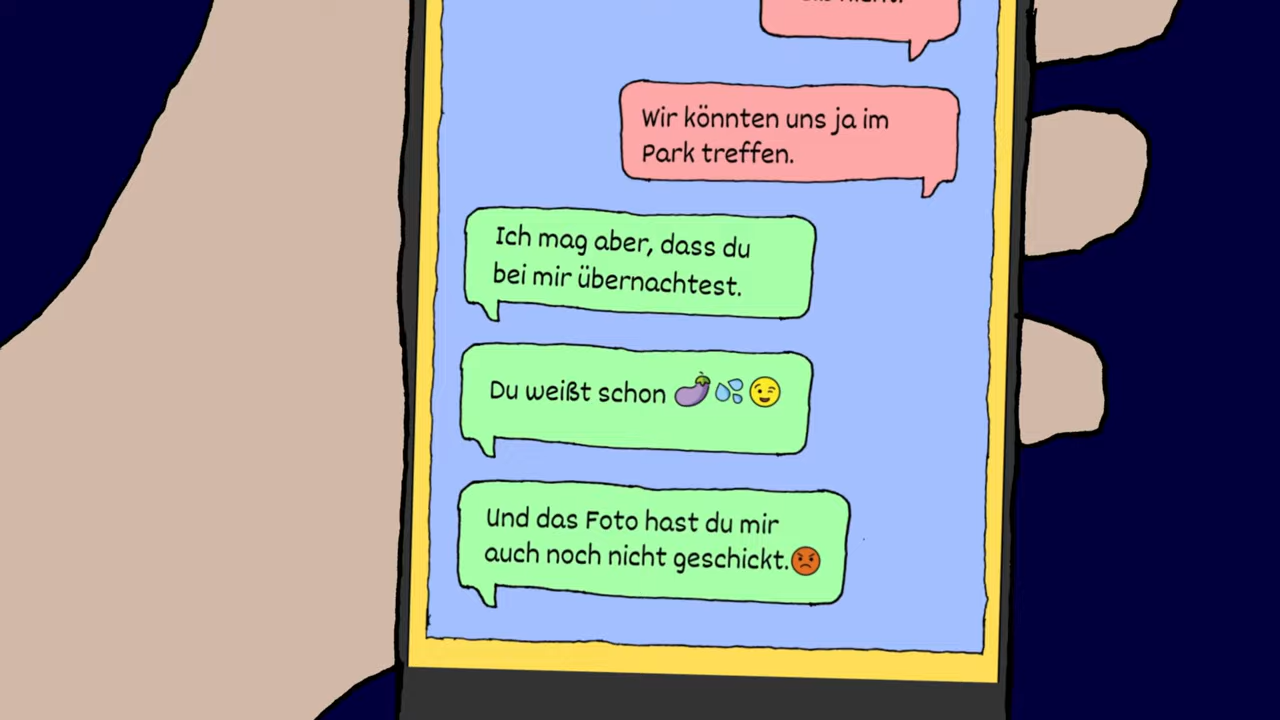 Wir könnten uns ja im
Park treffen.
Ich mag aber, dass du
bei mir übernachtest.
Du weißt schon 🍆💦😉
Und das Foto hast du mir
auch noch nicht geschickt.😡